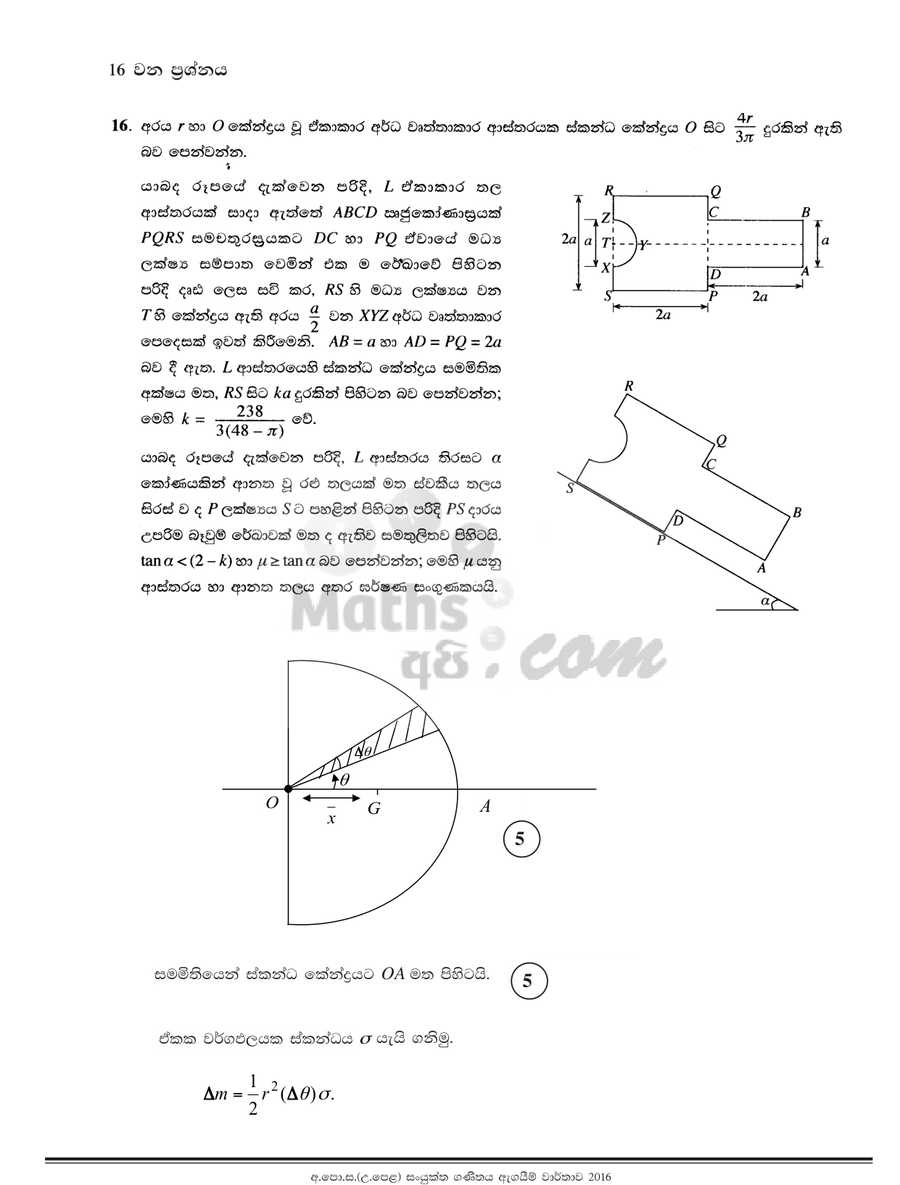 16 වන ප්‍රශ්නය
16. අරය r හා O කේන්ද්‍රය වූ ඒකාකාර අර්ධ වෘත්තාකාර ආස්තරයක ස්කන්ධ කේන්ද්‍රය O සිට 4r/3π දුරකින් ඇති
බව පෙන්වන්න.
යාබද රූපයේ දැක්වෙන පරිදි, L ඒකාකාර තල
ආස්තරයක් සාදා ඇත්තේ ABCD සෘජුකෝණාස්‍රයක්
PQRS සමචතුරස්‍රයකට DC හා PQ ඒවායේ මධ්‍ය
ලක්ෂ්‍ය සම්පාත වෙමින් එක ම රේඛාවේ පිහිටන
පරිදි දෘඪ ලෙස සවි කර, RS හි මධ්‍ය ලක්ෂ්‍යය වන
T හි කේන්ද්‍රය ඇති අරය a/2 වන XYZ අර්ධ වෘත්තාකාර
පෙදෙසක් ඉවත් කිරීමෙනි. AB = a හා AD = PQ = 2a
බව දී ඇත. L ආස්තරයෙහි ස්කන්ධ කේන්ද්‍රය සමමිතික
අක්ෂය මත, RS සිට ka දුරකින් පිහිටන බව පෙන්වන්න;
මෙහි k = 238/3(48 – π) වේ.
R Q
Z C B
2a a T Y a
X D A
S P 2a
2a
යාබද රූපයේ දැක්වෙන පරිදි, L ආස්තරය තිරසට α
කෝණයකින් ආනත වූ රළු තලයක් මත ස්වකීය තලය
සිරස් ව ද P ලක්ෂ්‍යය S ට පහළින් පිහිටන පරිදි PS දාරය
උපරිම බෑවුම් රේඛාවක් මත ද ඇතිව සමතුලිතව පිහිටයි.
tan α < (2 – k) හා μ ≥ tan α බව පෙන්වන්න; මෙහි μ යනු
ආස්තරය හා ආනත තලය අතර ඝර්ෂණ සංගුණකයයි.
R
Q
C
S
B
D
P
A
α
Maths
අපි .com
Δθ
θ
O x̄ G A
5
සමමිතියෙන් ස්කන්ධ කේන්ද්‍රයට OA මත පිහිටයි. 5
ඒකක වර්ගඵලයක ස්කන්ධය σ යැයි ගනිමු.
Δm = 1/2 r² (Δθ) σ.
අ.පො.ස.(උ.පෙළ) සංයුක්ත ගණිතය ඇගයීම් වාර්තාව 2016